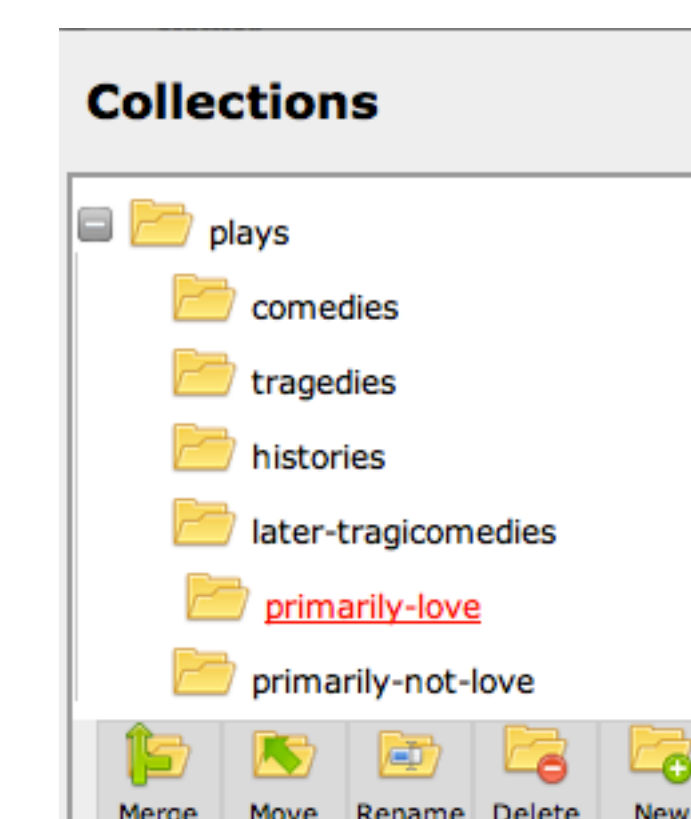 Collections
plays
comedies
tragedies
histories
later-tragicomedies
primarily-love
primarily-not-love
Merge Move Rename Delete New